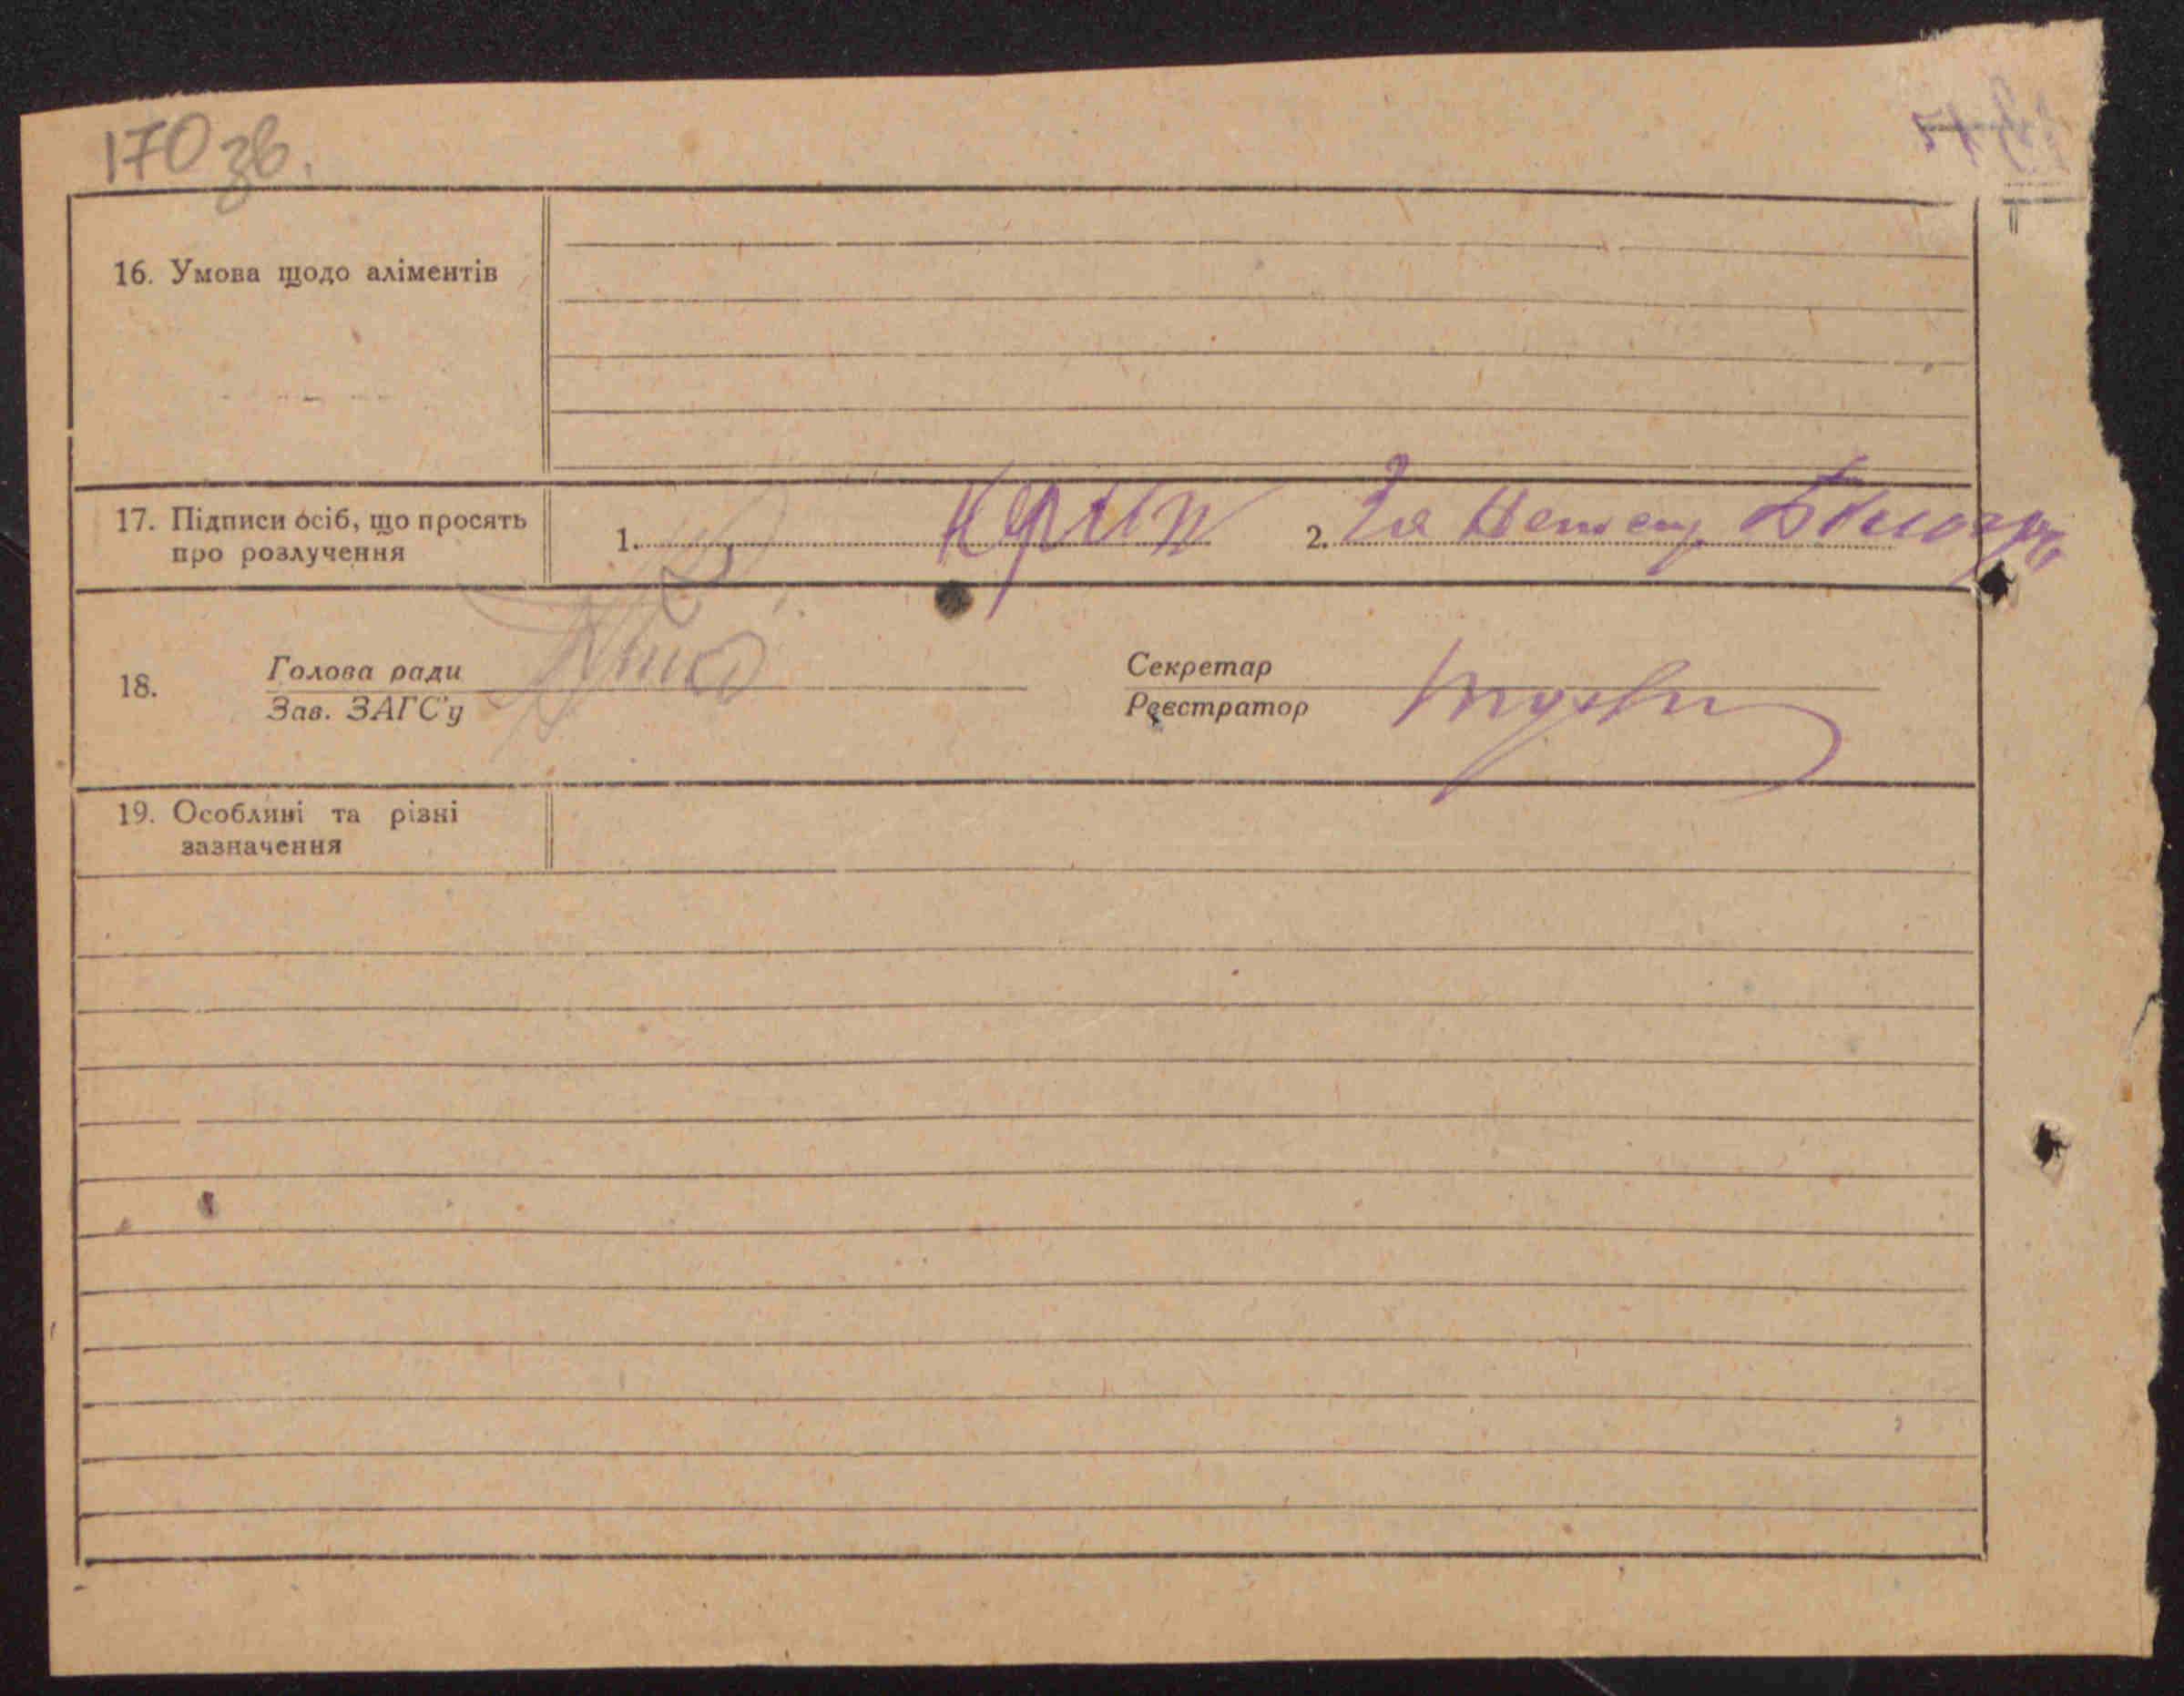 170 зв.
16. Умова щодо аліментів
17. Підписи осіб, що просять
про розлучення
1.
2. За
18.
Голова ради
Зав. ЗАГС'у
Секретар
Реєстратор
19. Особливі та різні
зазначення